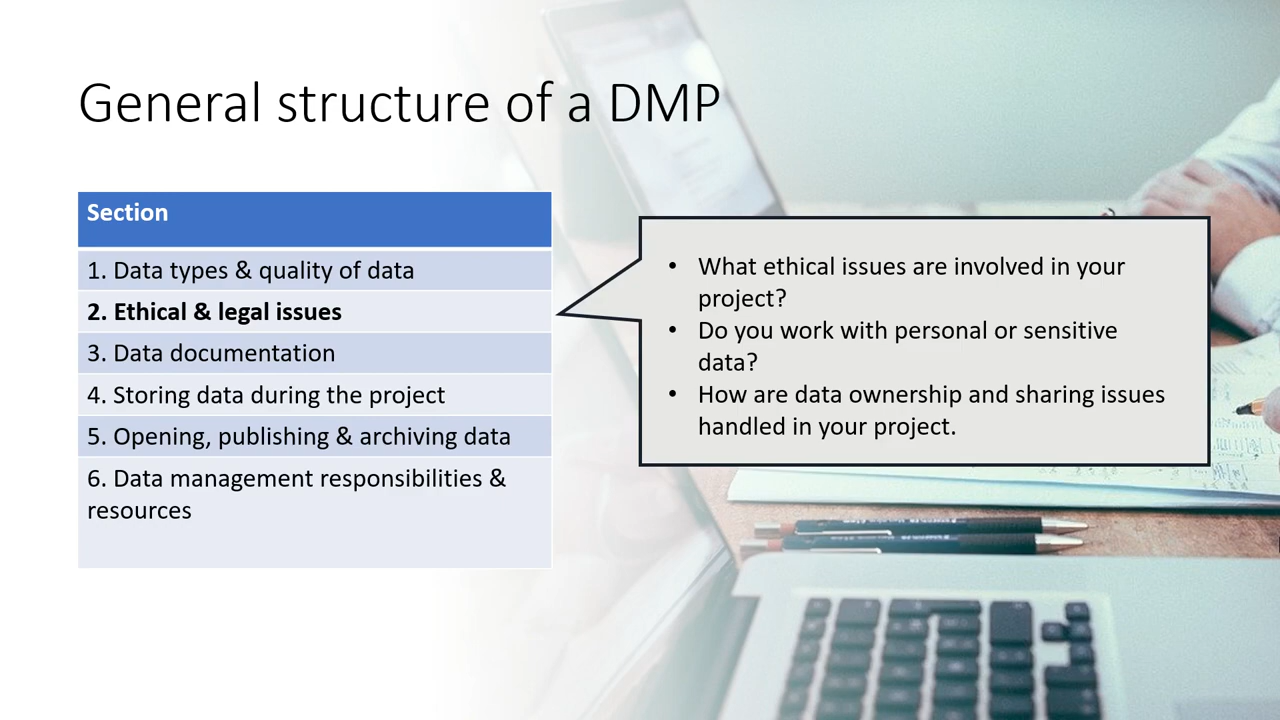 General structure of a DMP
Section
1. Data types & quality of data
2. Ethical & legal issues
3. Data documentation
4. Storing data during the project
5. Opening, publishing & archiving data
6. Data management responsibilities &
resources
• What ethical issues are involved in your
project?
• Do you work with personal or sensitive
data?
• How are data ownership and sharing issues
handled in your project.